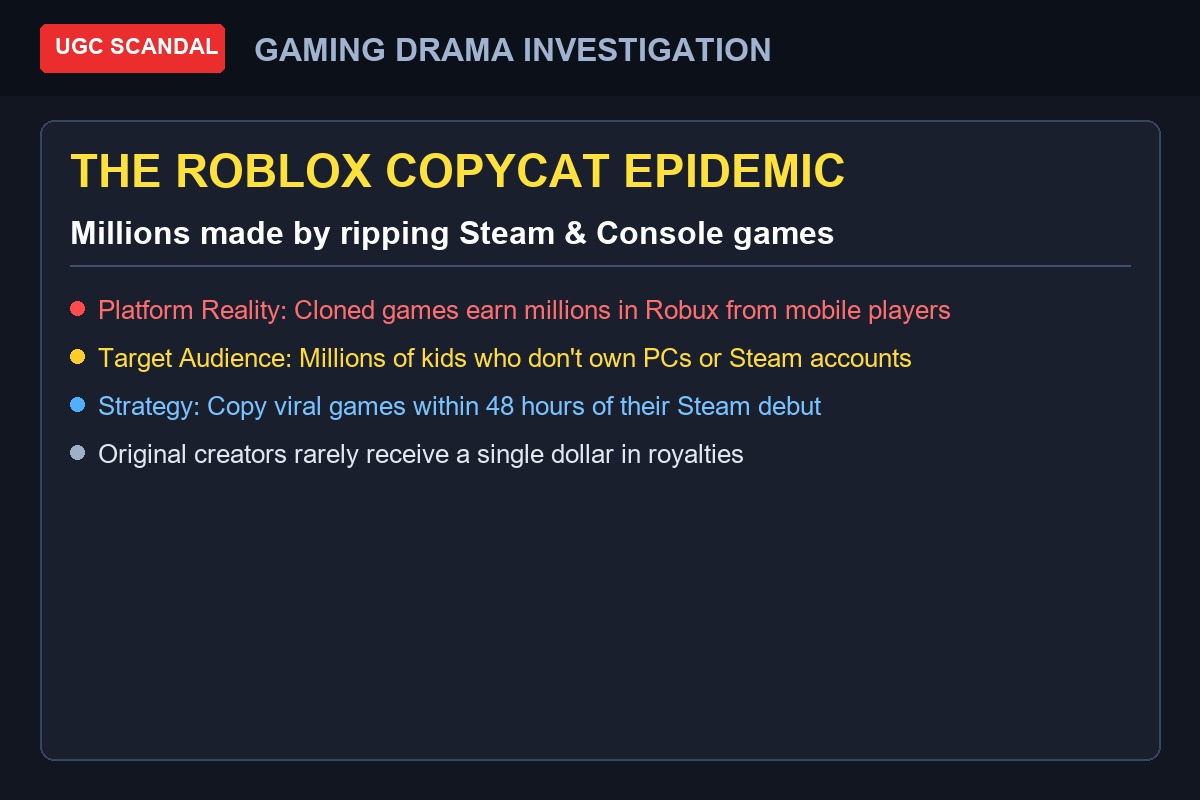 UGC SCANDAL
GAMING DRAMA INVESTIGATION
THE ROBLOX COPYCAT EPIDEMIC
Millions made by ripping Steam & Console games
Platform Reality: Cloned games earn millions in Robux from mobile players
Target Audience: Millions of kids who don't own PCs or Steam accounts
Strategy: Copy viral games within 48 hours of their Steam debut
Original creators rarely receive a single dollar in royalties